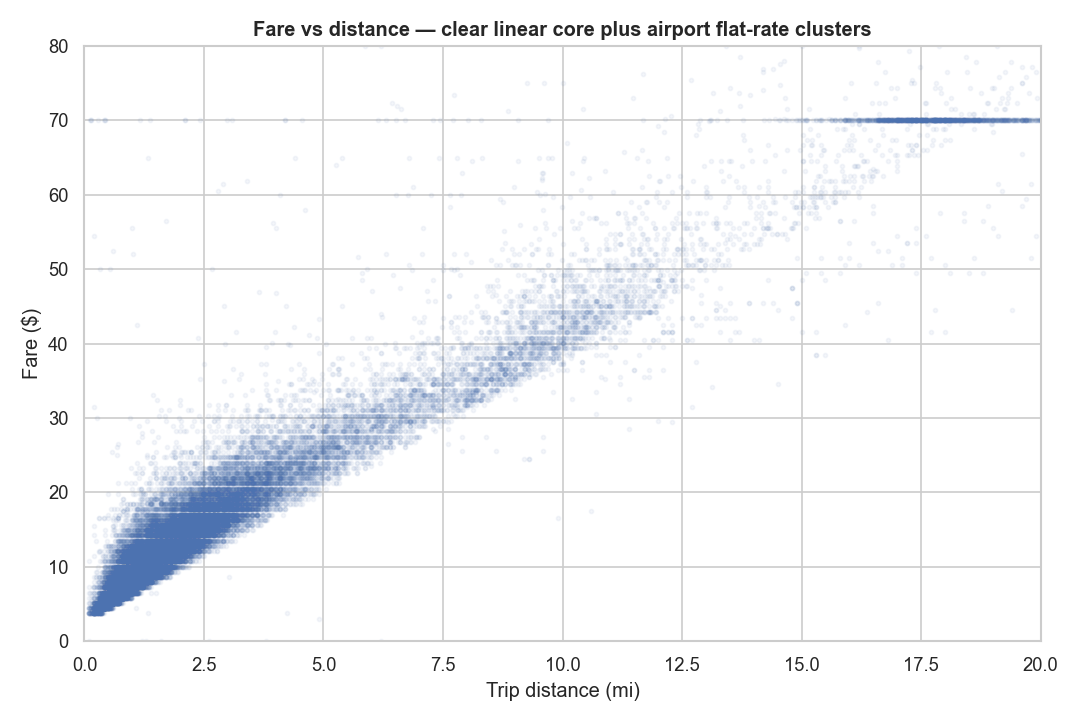 Fare vs distance — clear linear core plus airport flat-rate clusters
80
70
60
50
40
30
20
10
0
Fare ($)
0.0 2.5 5.0 7.5 10.0 12.5 15.0 17.5 20.0
Trip distance (mi)